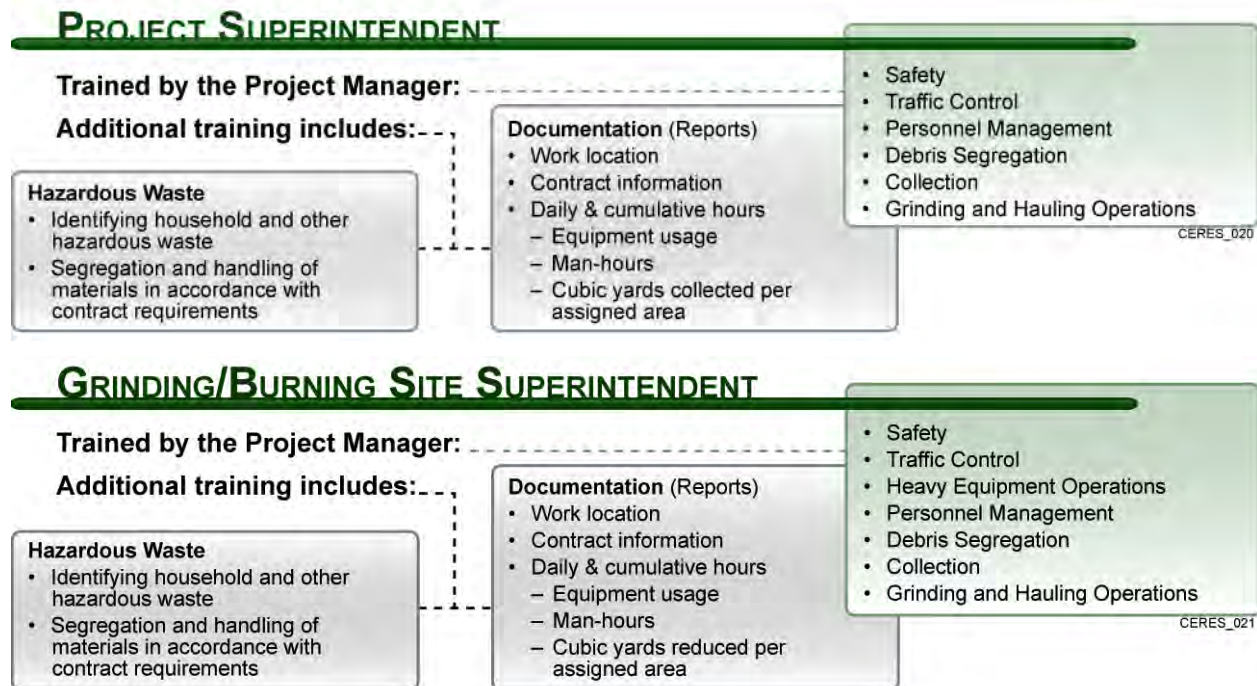 PROJECT SUPERINTENDENT
Trained by the Project Manager:
• Safety
• Traffic Control
• Personnel Management
• Debris Segregation
• Collection
• Grinding and Hauling Operations
CERES_020
Additional training includes:
Hazardous Waste
• Identifying household and other
hazardous waste
• Segregation and handling of
materials in accordance with
contract requirements
Documentation (Reports)
• Work location
• Contract information
• Daily & cumulative hours
– Equipment usage
– Man-hours
– Cubic yards collected per
assigned area
GRINDING/BURNING SITE SUPERINTENDENT
Trained by the Project Manager:
• Safety
• Traffic Control
• Heavy Equipment Operations
• Personnel Management
• Debris Segregation
• Collection
• Grinding and Hauling Operations
CERES_021
Additional training includes:
Hazardous Waste
• Identifying household and other
hazardous waste
• Segregation and handling of
materials in accordance with
contract requirements
Documentation (Reports)
• Work location
• Contract information
• Daily & cumulative hours
– Equipment usage
– Man-hours
– Cubic yards reduced per
assigned area